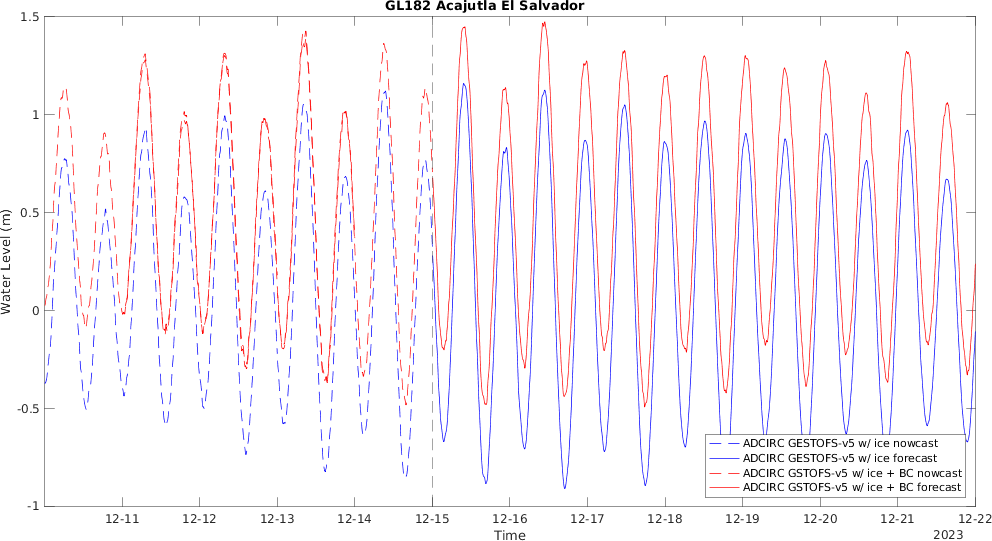 GL182 Acajutla El Salvador
1.5
1
0.5
0
-0.5
-1
Water Level (m)
12-11
12-12
12-13
12-14
12-15
12-16
12-17
12-18
12-19
12-20
12-21
12-22
Time
2023
ADCIRC GESTOFS-v5 w/ ice nowcast
ADCIRC GESTOFS-v5 w/ ice forecast
ADCIRC GSTOFS-v5 w/ ice + BC nowcast
ADCIRC GSTOFS-v5 w/ ice + BC forecast